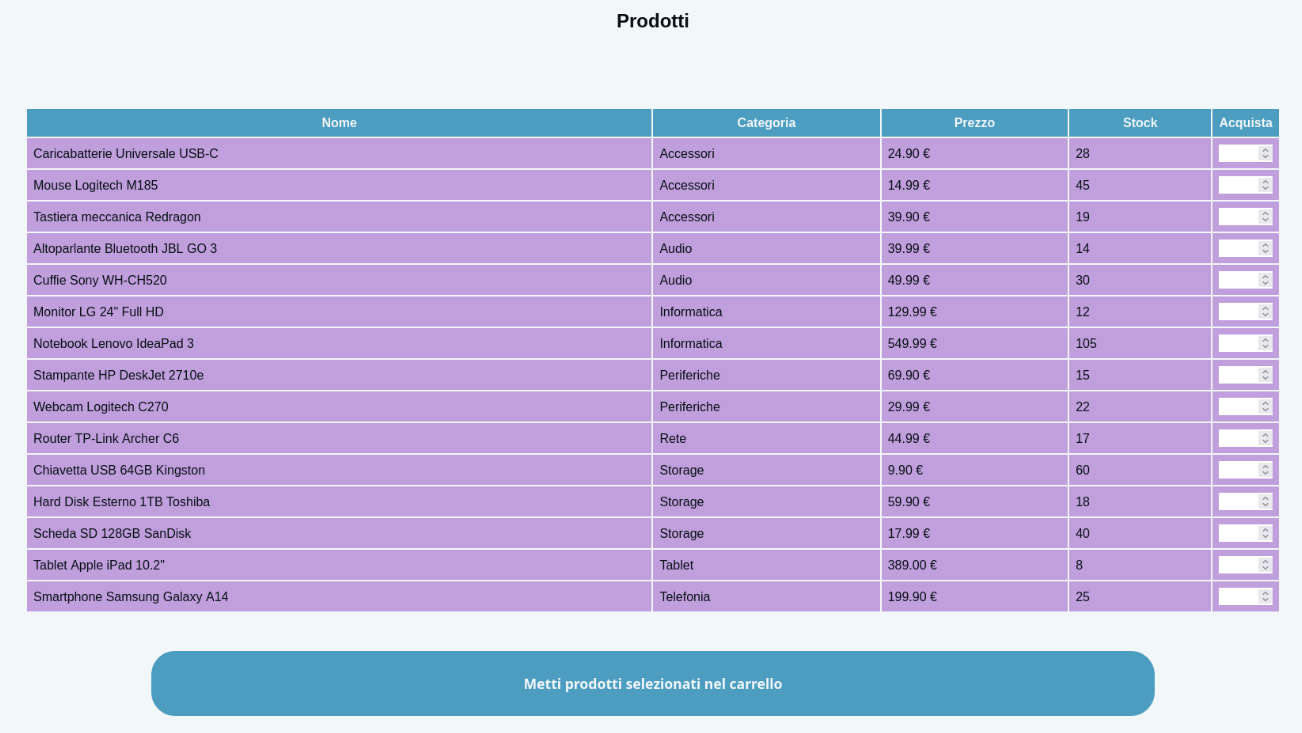 Prodotti
Nome Categoria Prezzo Stock Acquista
Caricabatterie Universale USB-C Accessori 24.90 € 28
Mouse Logitech M185 Accessori 14.99 € 45
Tastiera meccanica Redragon Accessori 39.90 € 19
Altoparlante Bluetooth JBL GO 3 Audio 39.99 € 14
Cuffie Sony WH-CH520 Audio 49.99 € 30
Monitor LG 24" Full HD Informatica 129.99 € 12
Notebook Lenovo IdeaPad 3 Informatica 549.99 € 105
Stampante HP DeskJet 2710e Periferiche 69.90 € 15
Webcam Logitech C270 Periferiche 29.99 € 22
Router TP-Link Archer C6 Rete 44.99 € 17
Chiavetta USB 64GB Kingston Storage 9.90 € 60
Hard Disk Esterno 1TB Toshiba Storage 59.90 € 18
Scheda SD 128GB SanDisk Storage 17.99 € 40
Tablet Apple iPad 10.2" Tablet 389.00 € 8
Smartphone Samsung Galaxy A14 Telefonia 199.90 € 25
Metti prodotti selezionati nel carrello